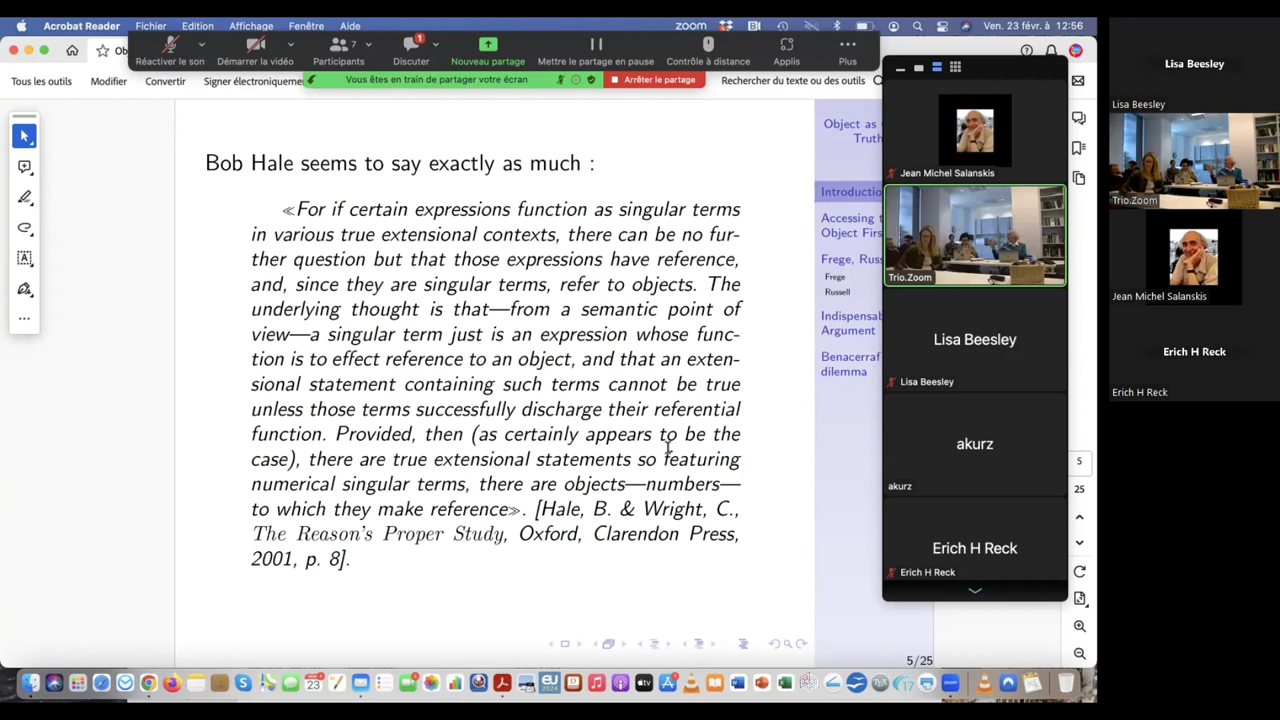 Acrobat Reader Fichier Edition Affichage Fenêtre Aide
zoom
Ven. 23 févr. à 12:56
Réactiver le son
Démarrer la vidéo
7
Participants
1
Discuter
Nouveau partage
Mettre le partage en pause
Contrôle à distance
Applis
Plus
Vous êtes en train de partager votre écran
Arrêter le partage
Tous les outils Modifier Convertir
Rechercher du texte ou des outils
Bob Hale seems to say exactly as much :
≪For if certain expressions function as singular terms
in various true extensional contexts, there can be no fur-
ther question but that those expressions have reference,
and, since they are singular terms, refer to objects. The
underlying thought is that—from a semantic point of
view—a singular term just is an expression whose func-
tion is to effect reference to an object, and that an exten-
sional statement containing such terms cannot be true
unless those terms successfully discharge their referential
function. Provided, then (as certainly appears to be the
case), there are true extensional statements so featuring
numerical singular terms, there are objects—numbers—
to which they make reference≫. [Hale, B. & Wright, C.,
The Reason's Proper Study, Oxford, Clarendon Press,
2001, p. 8].
Object as
Frege
Russell
Argument
Benacerraf
dilemma
5/25
5
25
Jean Michel Salanskis
Trio.Zoom
Lisa Beesley
Lisa Beesley
akurz
akurz
Erich H Reck
Erich H Reck
Lisa Beesley
Lisa Beesley
Trio.Zoom
Jean Michel Salanskis
Erich H Reck
Erich H Reck